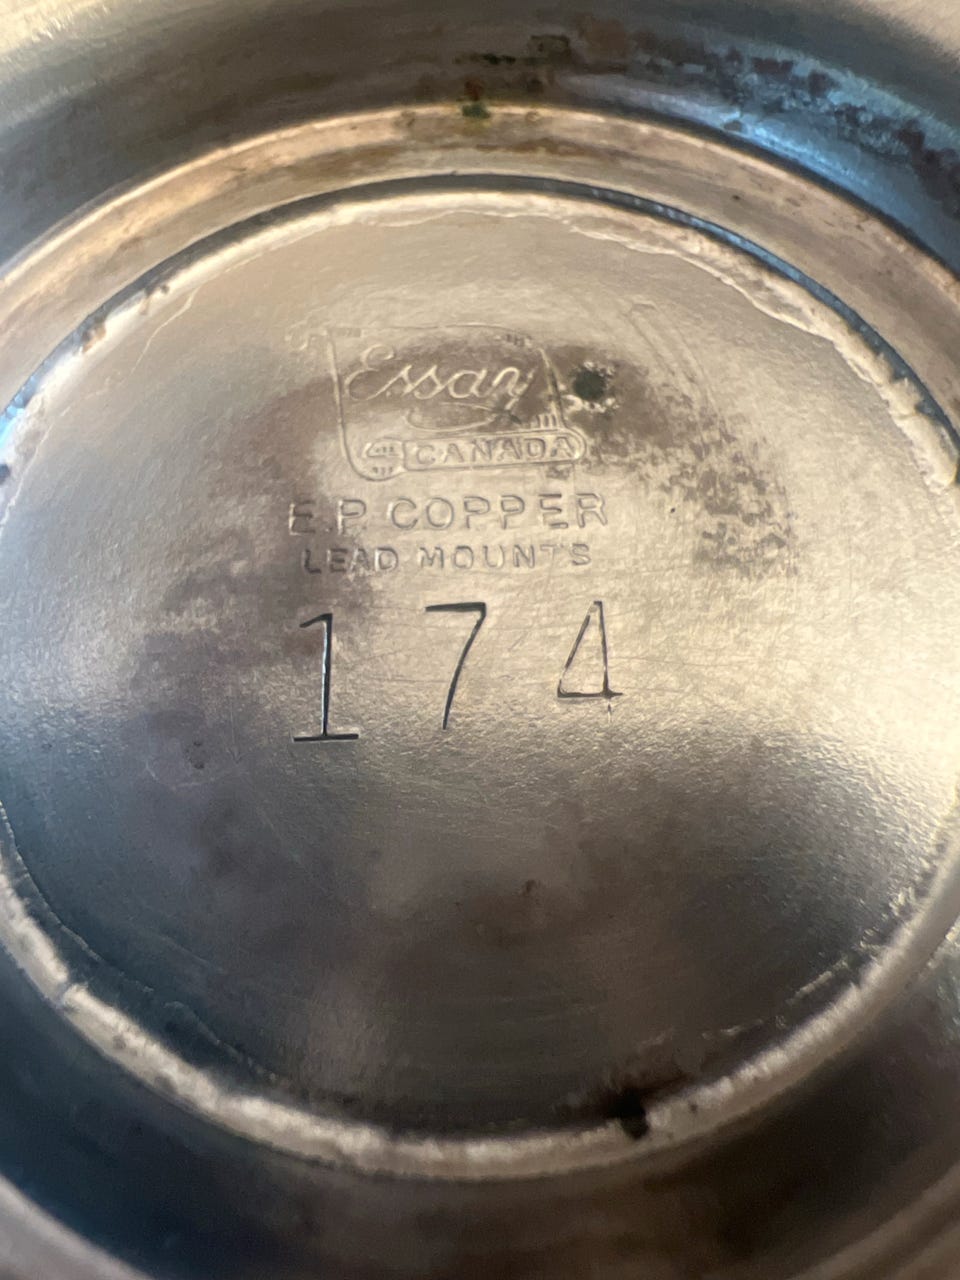 Essay
CANADA
E.P. COPPER
LEAD MOUNTS
174